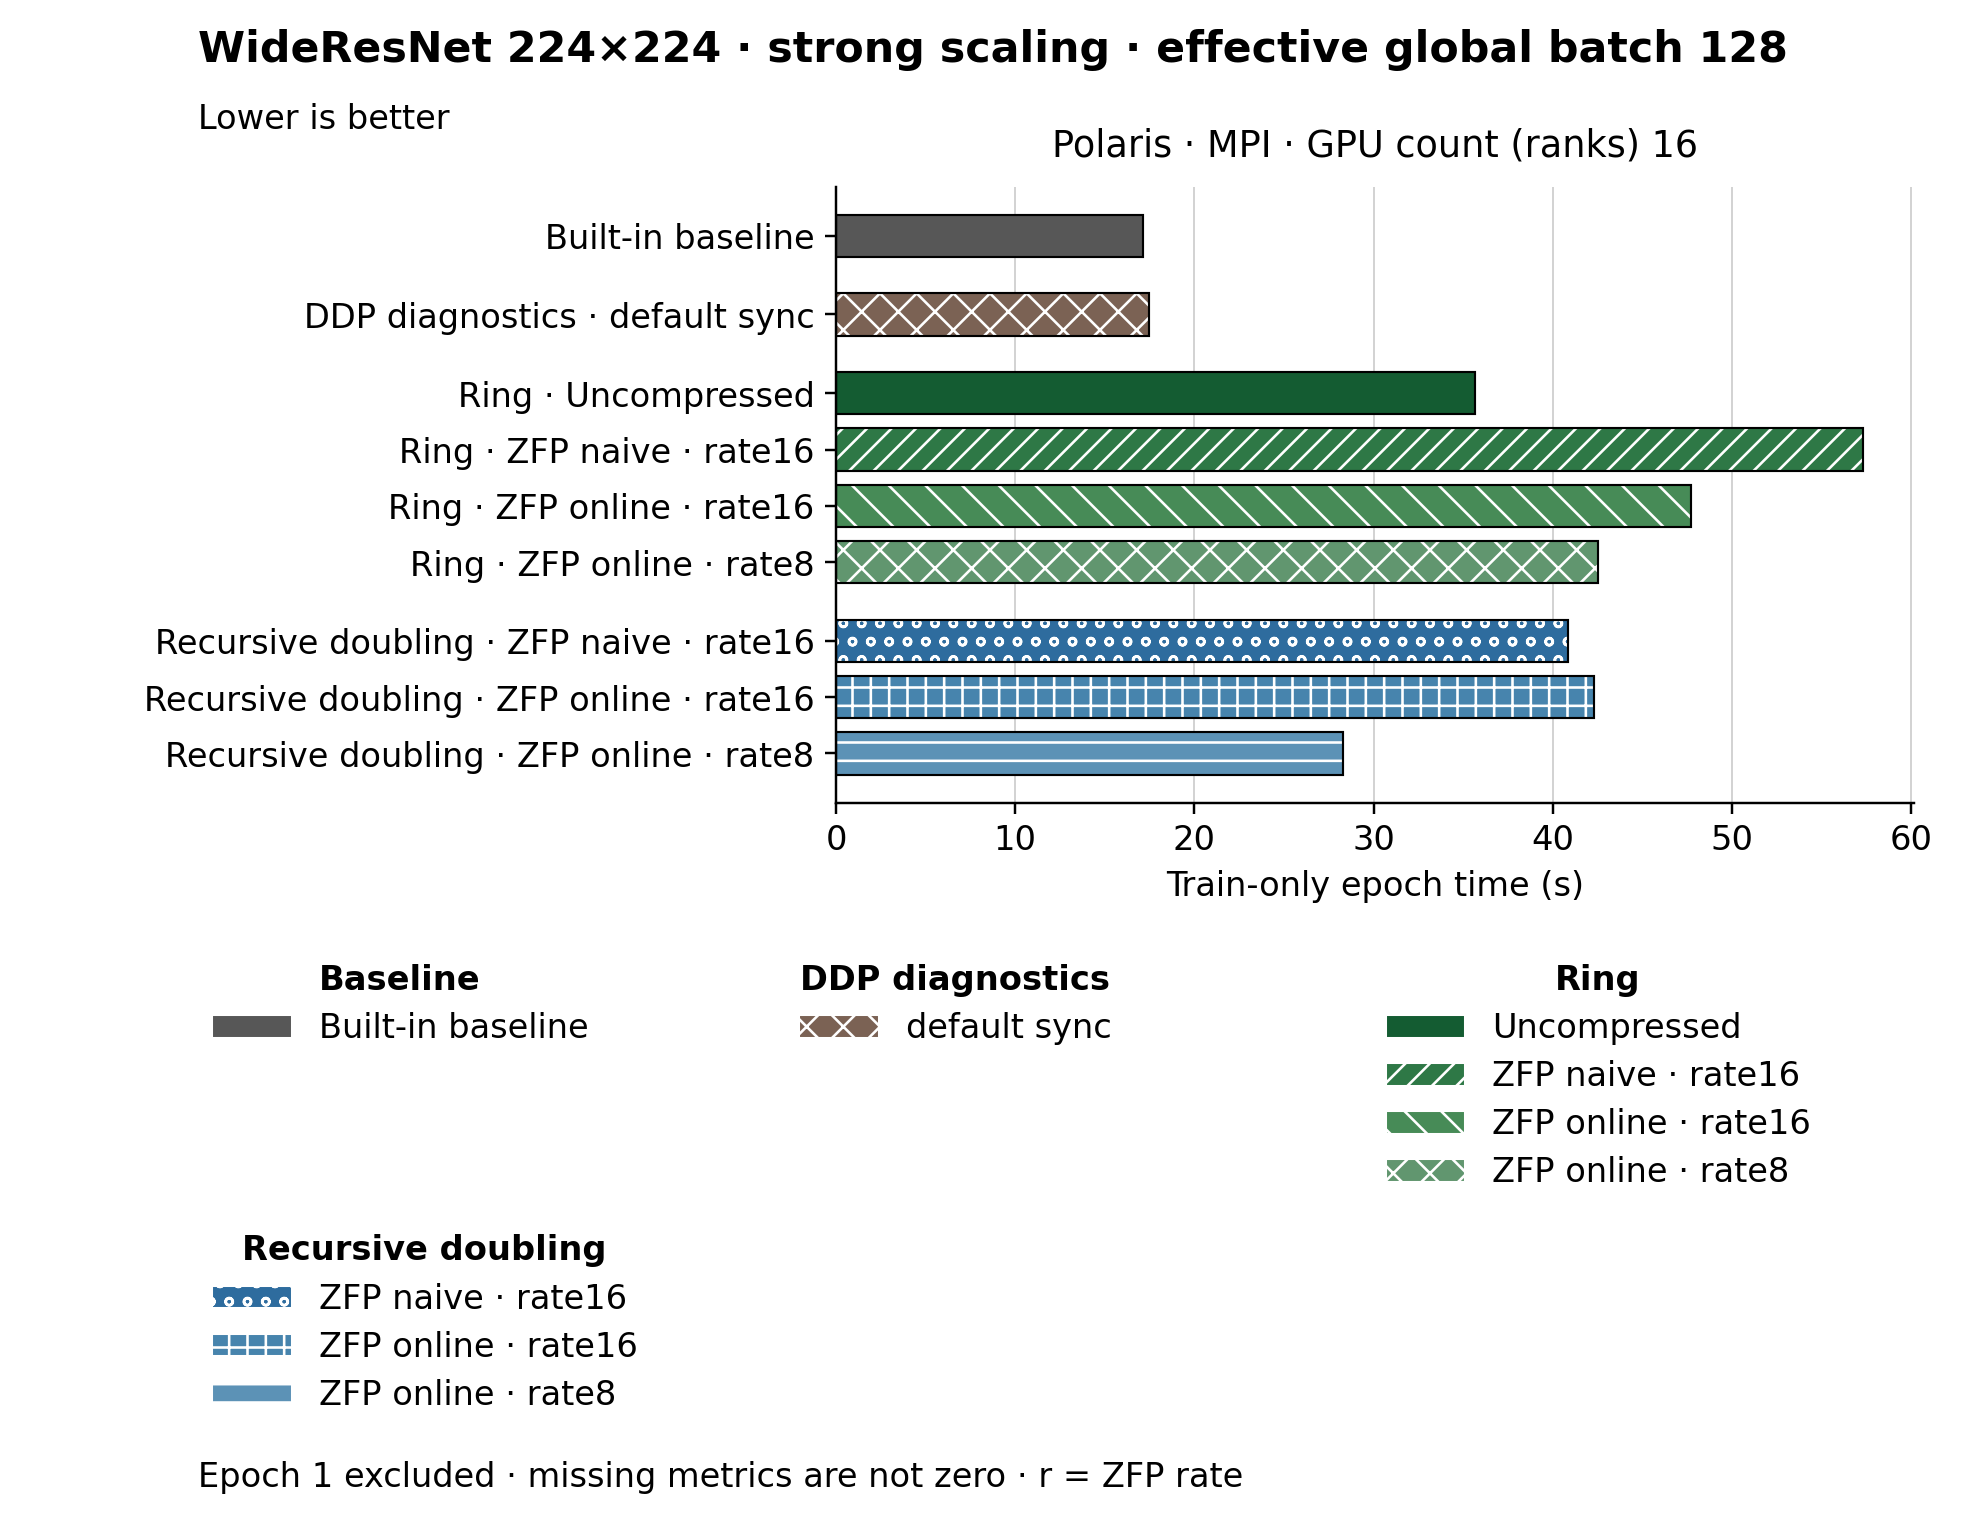 WideResNet 224×224 · strong scaling · effective global batch 128
Lower is better
Polaris · MPI · GPU count (ranks) 16
Built-in baseline
DDP diagnostics · default sync
Ring · Uncompressed
Ring · ZFP naive · rate16
Ring · ZFP online · rate16
Ring · ZFP online · rate8
Recursive doubling · ZFP naive · rate16
Recursive doubling · ZFP online · rate16
Recursive doubling · ZFP online · rate8
0 10 20 30 40 50 60
Train-only epoch time (s)
Baseline
Built-in baseline
DDP diagnostics
default sync
Ring
Uncompressed
ZFP naive · rate16
ZFP online · rate16
ZFP online · rate8
Recursive doubling
ZFP naive · rate16
ZFP online · rate16
ZFP online · rate8
Epoch 1 excluded · missing metrics are not zero · r = ZFP rate